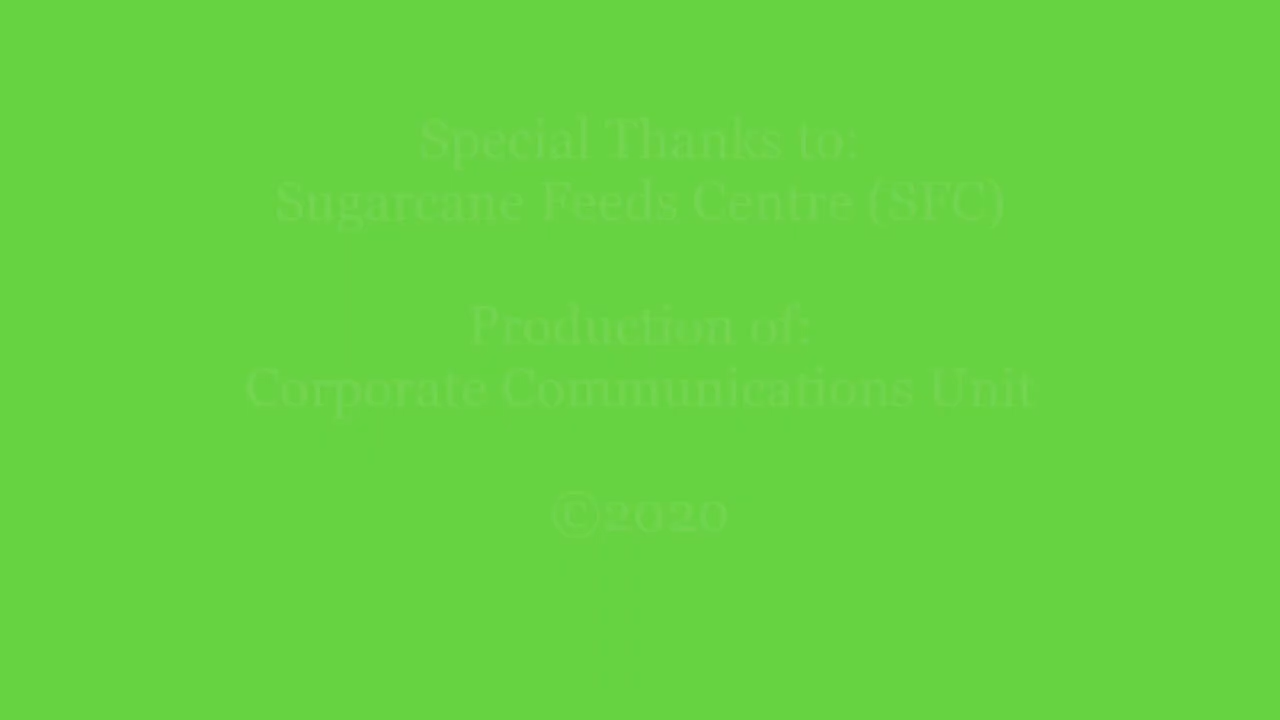 Special Thanks to:
Sugarcane Feeds Centre (SFC)
Production of:
Corporate Communications Unit
©2020